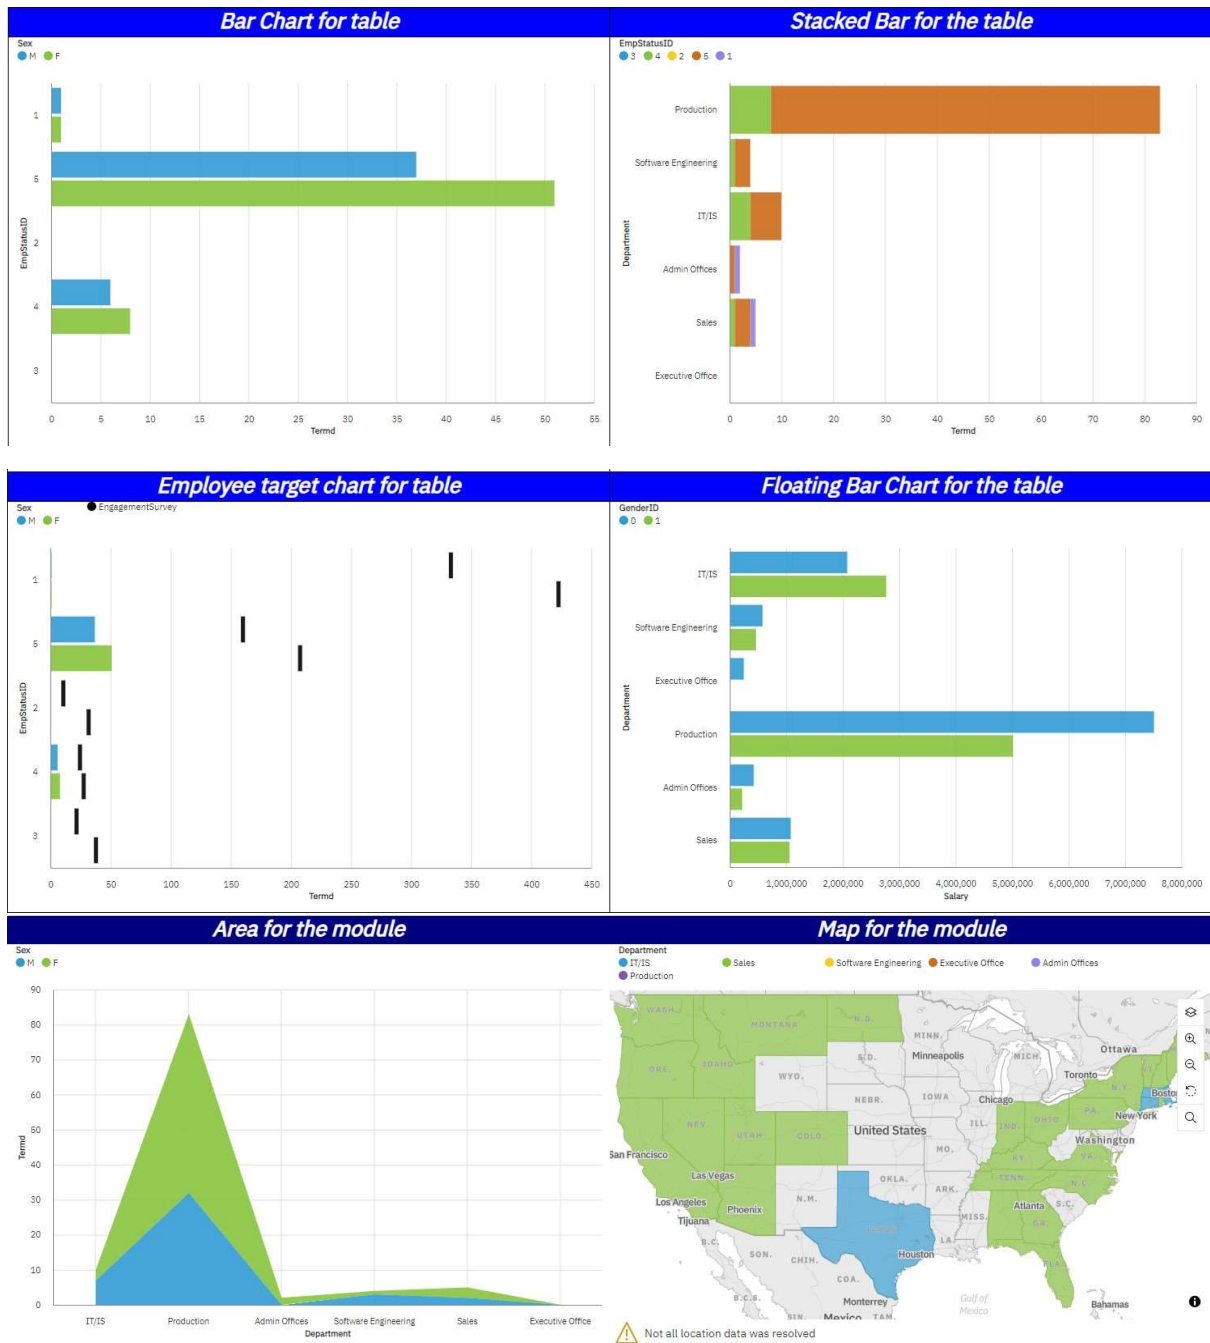 Bar Chart for table
Sex
M F
1
5
2
4
3
EmpStatusID
0 5 10 15 20 25 30 35 40 45 50 55
Termd
Stacked Bar for the table
EmpStatusID
3 4 2 5 1
Production
Software Engineering
IT/IS
Admin Offices
Sales
Executive Office
Department
0 10 20 30 40 50 60 70 80 90
Termd
Employee target chart for table
Sex
EngagementSurvey
M F
1
5
2
4
3
EmpStatusID
0 50 100 150 200 250 300 350 400 450
Termd
Floating Bar Chart for the table
GenderID
0 1
IT/IS
Software Engineering
Executive Office
Production
Admin Offices
Sales
Department
0 1,000,000 2,000,000 3,000,000 4,000,000 5,000,000 6,000,000 7,000,000 8,000,000
Salary
Area for the module
Sex
M F
90
80
70
60
50
40
30
20
10
0
Termd
IT/IS Production Admin Offices Software Engineering Sales Executive Office
Department
Map for the module
Department
IT/IS Sales Software Engineering Executive Office Admin Offices
Production
WASH. MONTANA N.D. MINN. Ottawa
ORE. IDAHO S.D. Minneapolis MICH. Toronto VT.
WYO. N.Y. Bosto
NEBR. IOWA Chicago PA. New York
NEV. UTAH COLO. United States ILL. IND. OHIO Washington
San Francisco MO. KY. VA.
Las Vegas OKLA. TENN. N.C.
Los Angeles Phoenix N.M. ARK. Atlanta S.C.
Tijuana MISS. GA.
B.C. SON. CHIH. Houston LA. FLA.
COA.
B.C.S. Monterrey Gulf of Mexico Bahamas
SIN. Mexico TAM.
Not all location data was resolved